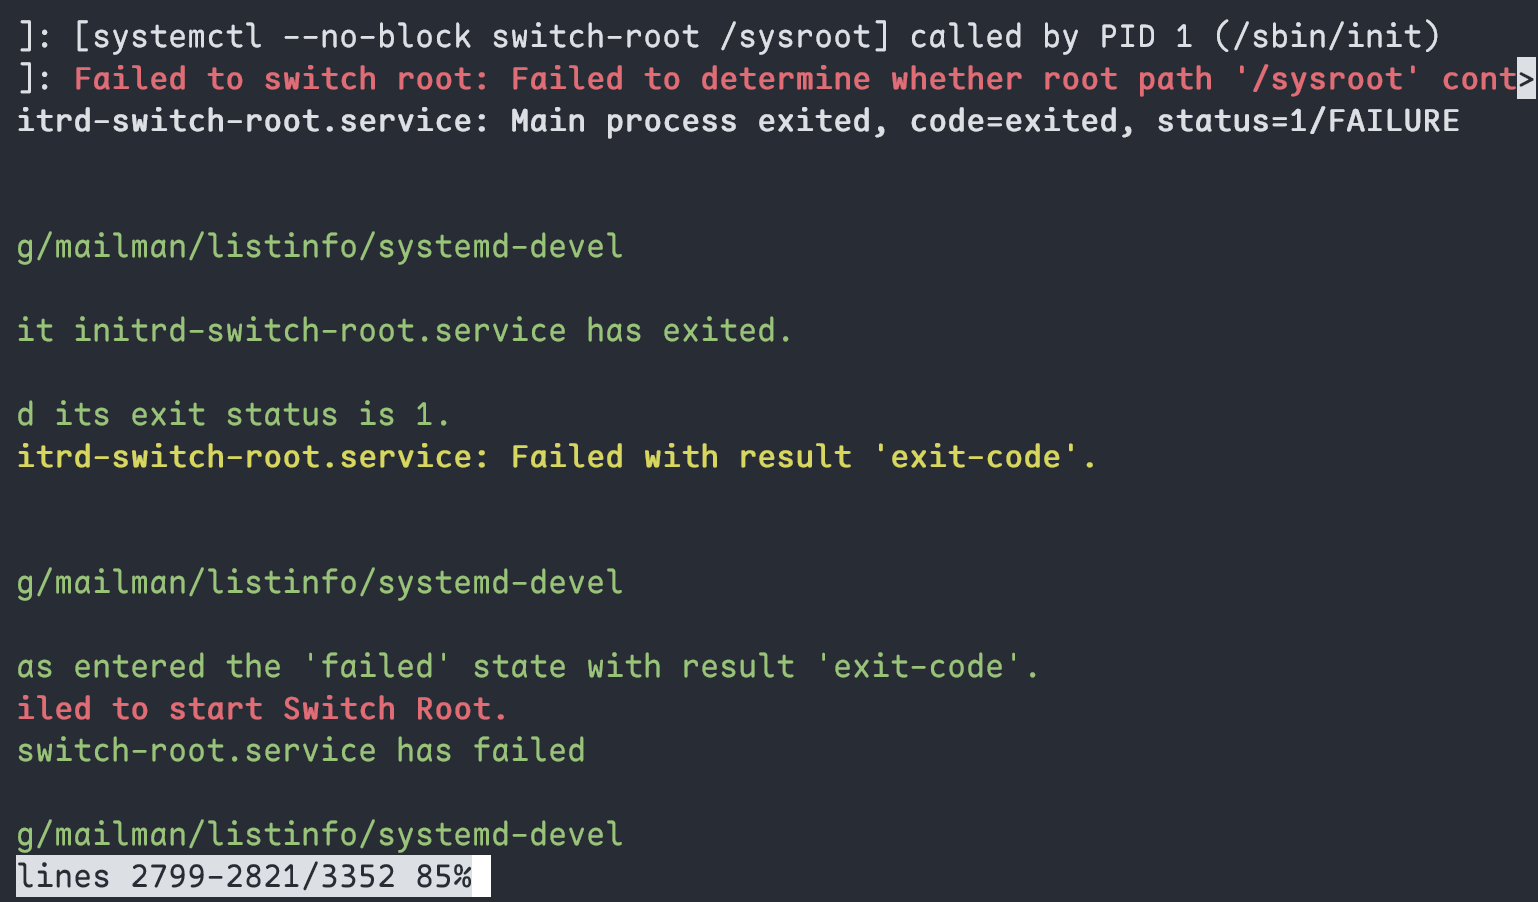 ]: [systemctl --no-block switch-root /sysroot] called by PID 1 (/sbin/init)
]: Failed to switch root: Failed to determine whether root path '/sysroot' cont>
itrd-switch-root.service: Main process exited, code=exited, status=1/FAILURE
g/mailman/listinfo/systemd-devel
it initrd-switch-root.service has exited.
d its exit status is 1.
itrd-switch-root.service: Failed with result 'exit-code'.
g/mailman/listinfo/systemd-devel
as entered the 'failed' state with result 'exit-code'.
iled to start Switch Root.
switch-root.service has failed
g/mailman/listinfo/systemd-devel
lines 2799-2821/3352 85%